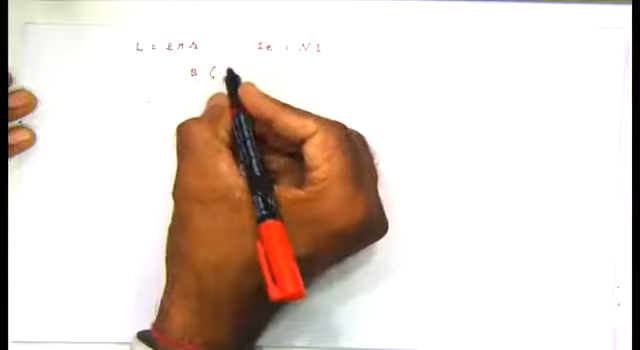 L = 2πr Ie = NI
B (